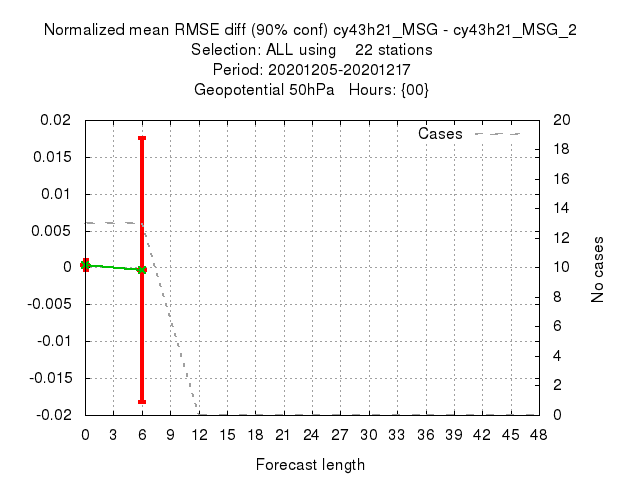 Normalized mean RMSE diff (90% conf) cy43h21_MSG - cy43h21_MSG_2
Selection: ALL using    22 stations
Period: 20201205-20201217
Geopotential 50hPa   Hours: {00}
Cases
0.02
0.015
0.01
0.005
0
-0.005
-0.01
-0.015
-0.02
20
18
16
14
12
10
8
6
4
2
0
No cases
0 3 6 9 12 15 18 21 24 27 30 33 36 39 42 45 48
Forecast length